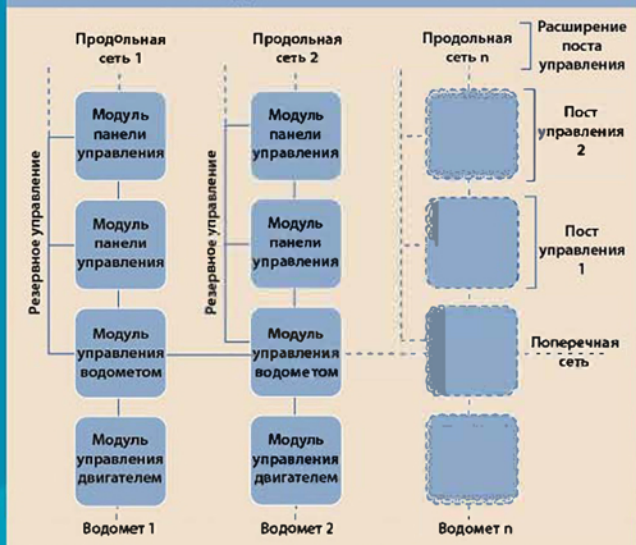 Продольная
сеть 1
Продольная
сеть 2
Продольная
сеть n
Расширение
поста
управления
Резервное управление
Модуль
панели
управления
Резервное управление
Модуль
панели
управления
Пост
управления
2
Модуль
панели
управления
Модуль
панели
управления
Пост
управления
1
Модуль
управления
водометом
Модуль
управления
водометом
Поперечная
сеть
Модуль
управления
двигателем
Модуль
управления
двигателем
Водомет 1
Водомет 2
Водомет n